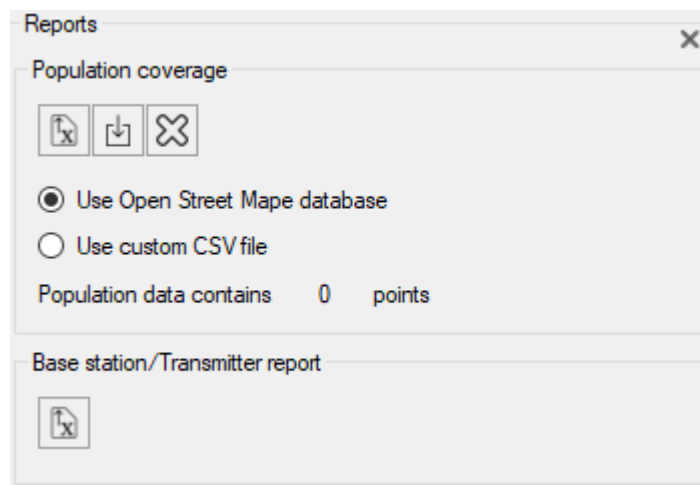 Reports
Population coverage
Use Open Street Mape database
Use custom CSV file
Population data contains 0 points
Base station/Transmitter report